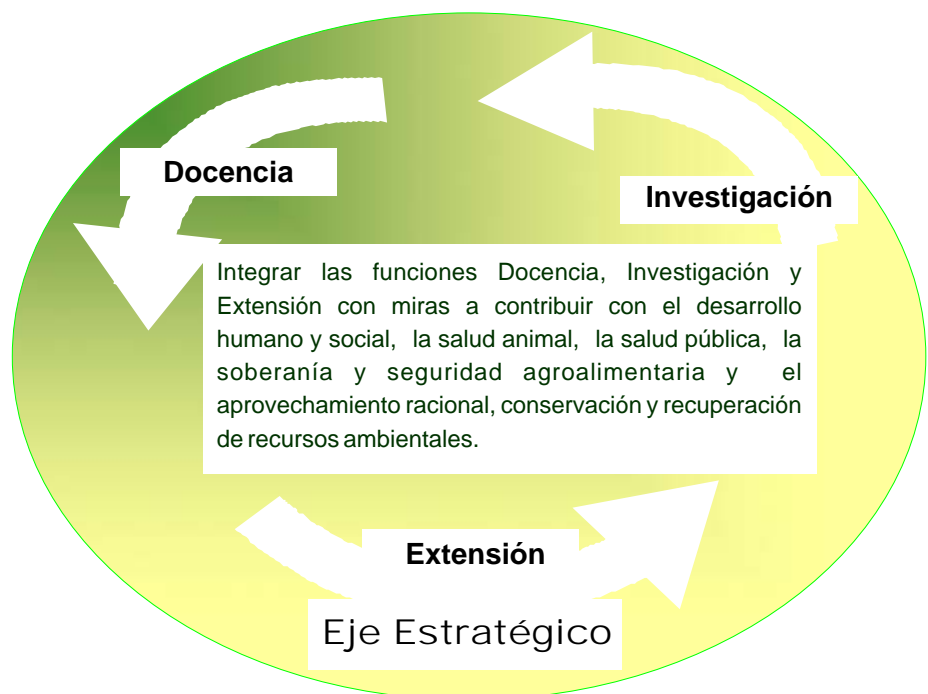 Docencia
Investigación
Integrar las funciones Docencia, Investigación y
Extensión con miras a contribuir con el desarrollo
humano y social, la salud animal, la salud pública, la
soberanía y seguridad agroalimentaria y el
aprovechamiento racional, conservación y recuperación
de recursos ambientales.
Extensión
Eje Estratégico